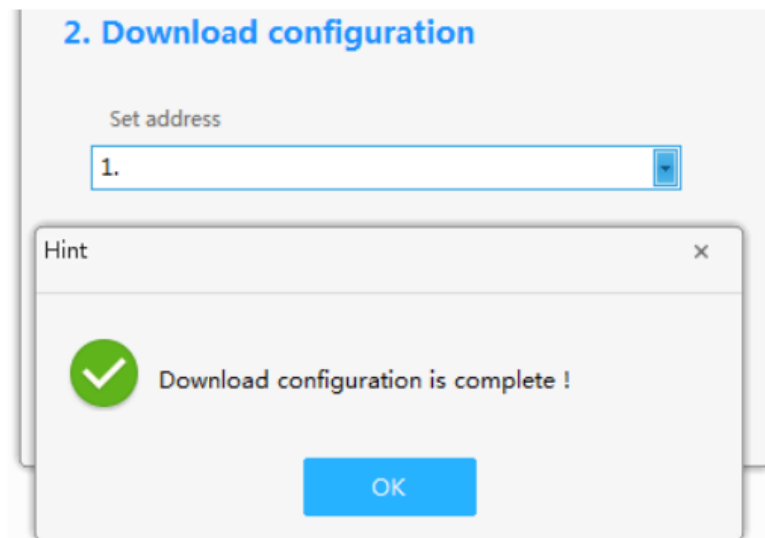 2. Download configuration
Set address
1.
Hint
×
Download configuration is complete !
OK